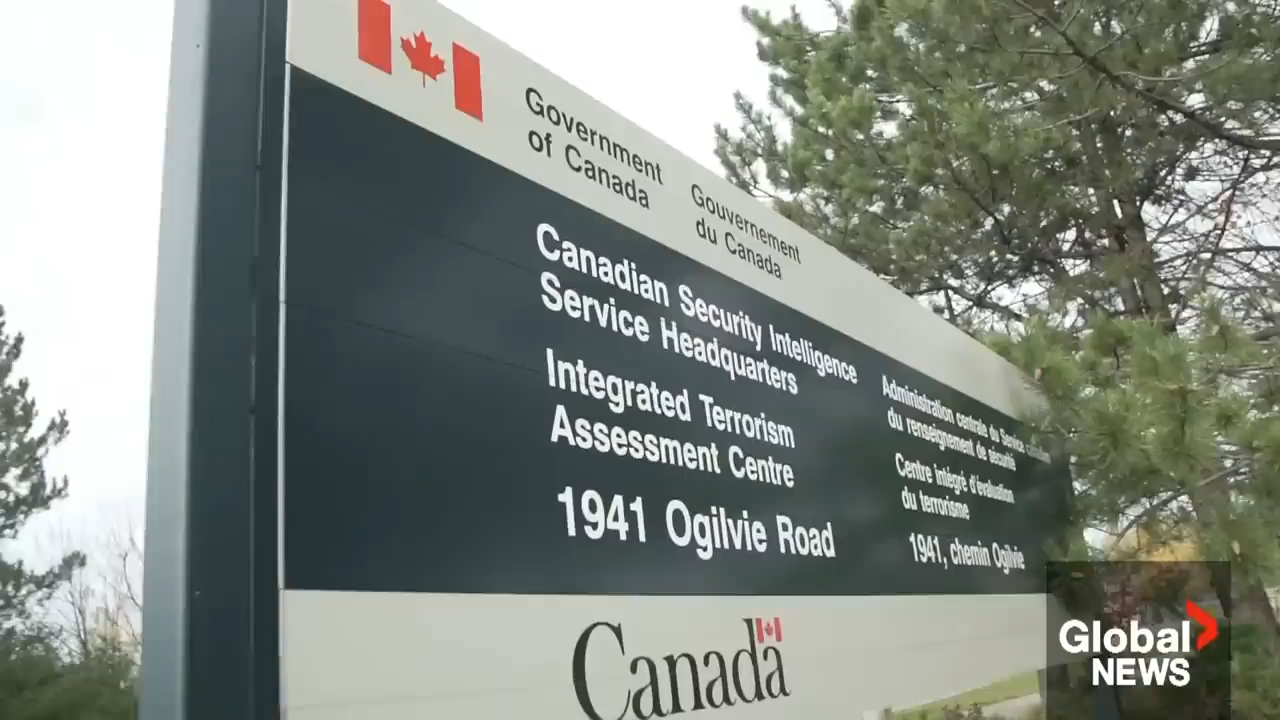 Government
of Canada
Gouvernement
du Canada
Canadian Security Intelligence
Service Headquarters
Integrated Terrorism
Assessment Centre
1941 Ogilvie Road
Administration centrale du Service
du renseignement de sécurité
Centre intégré d'évaluation
du terrorisme
1941, chemin Ogilvie
Canada
Global
NEWS